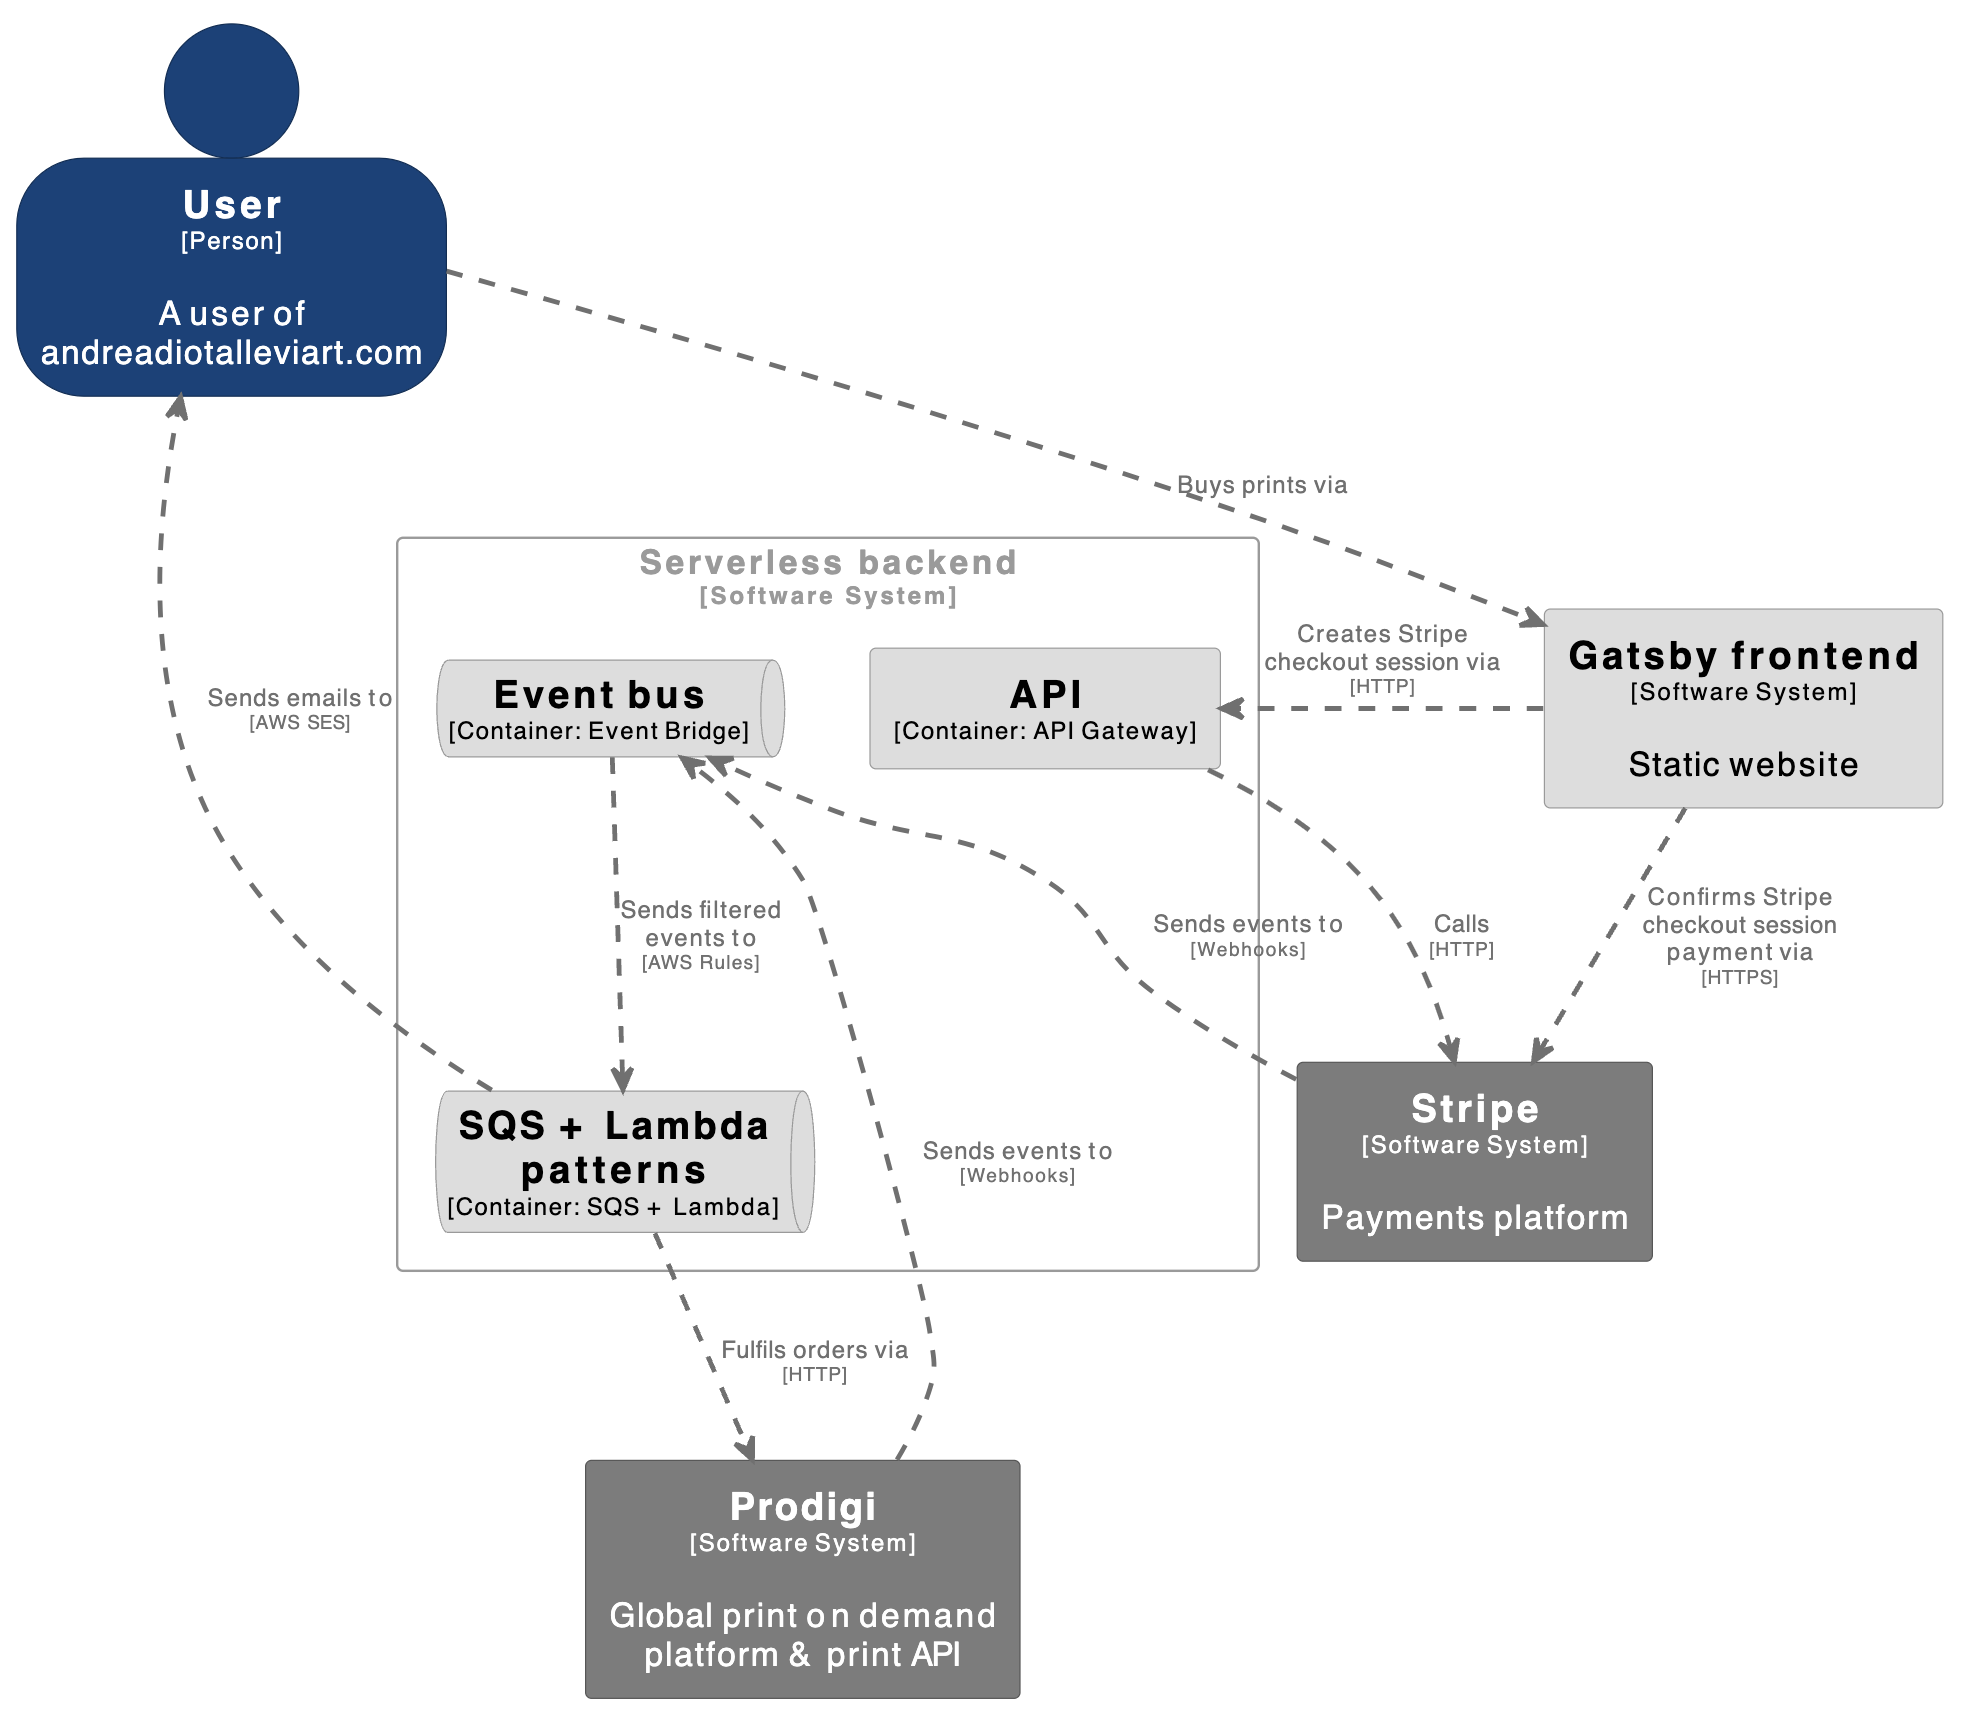 User
[Person]
A user of
andreadiotalleviart.com
Buys prints via
Serverless backend
[Software System]
Creates Stripe
checkout session via
[HTTP]
Gatsby frontend
[Software System]
Static website
Event bus
[Container: Event Bridge]
API
[Container: API Gateway]
Sends emails to
[AWS SES]
Sends filtered
events to
[AWS Rules]
Sends events to
[Webhooks]
Calls
[HTTP]
Confirms Stripe
checkout session
payment via
[HTTPS]
SQS + Lambda
patterns
[Container: SQS + Lambda]
Sends events to
[Webhooks]
Stripe
[Software System]
Payments platform
Fulfils orders via
[HTTP]
Prodigi
[Software System]
Global print on demand
platform & print API